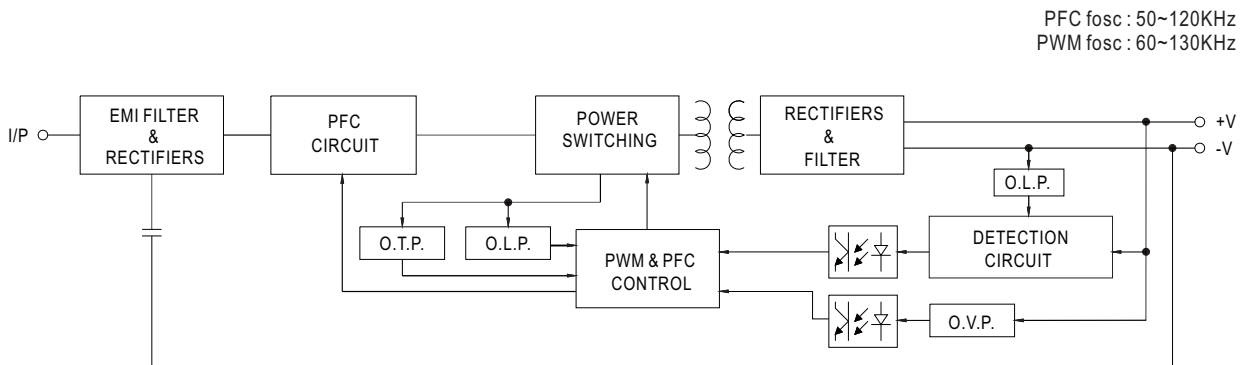 PFC fosc : 50~120KHz
PWM fosc : 60~130KHz
I/P
EMI FILTER
&
RECTIFIERS
PFC
CIRCUIT
POWER
SWITCHING
RECTIFIERS
&
FILTER
+V
-V
O.L.P.
O.T.P.
O.L.P.
PWM & PFC
CONTROL
DETECTION
CIRCUIT
O.V.P.